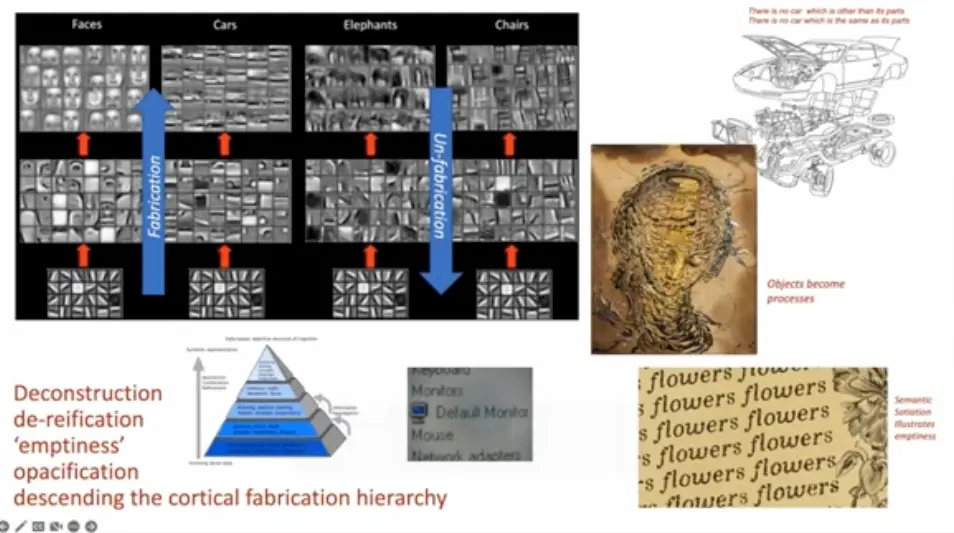 Faces
Cars
Elephants
Chairs
Fabrication
Un-fabrication
There is no car which is other than its parts
There is no car which is the same as its parts
Objects become
processes
Deconstruction
de-reification
‘emptiness’
opacification
descending the cortical fabrication hierarchy
Keyboard
Monitors
Default Monitor
Mouse
Network adapters
flowers flowers
flowers flowers
flowers flowers
flowers flowers
flowers flowers
flowers flowers
flowers flowers
Semantic
Satiation
Illustrates
emptiness